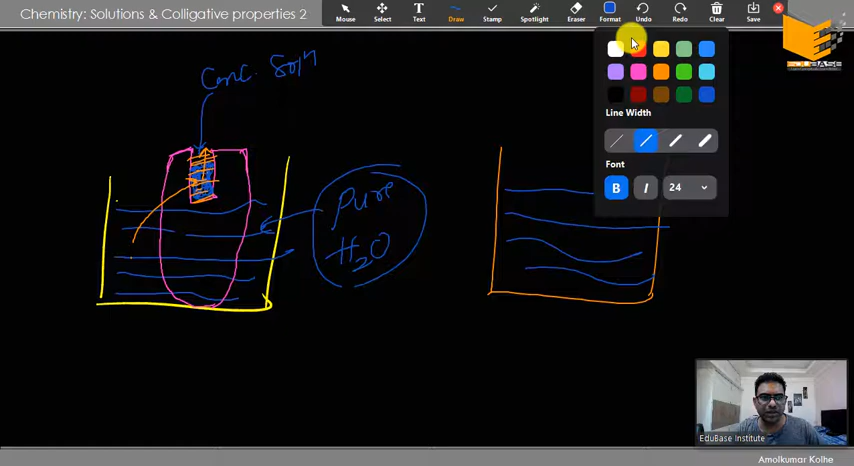 Chemistry: Solutions & Colligative properties 2
Mouse
Select
Text
Draw
Stamp
Spotlight
Eraser
Format
Undo
Redo
Clear
Save
EDUBASE
Line Width
Font
B
I
24
Conc. Soln
Pure
H2O
EduBase Institute
Amolkumar Kolhe